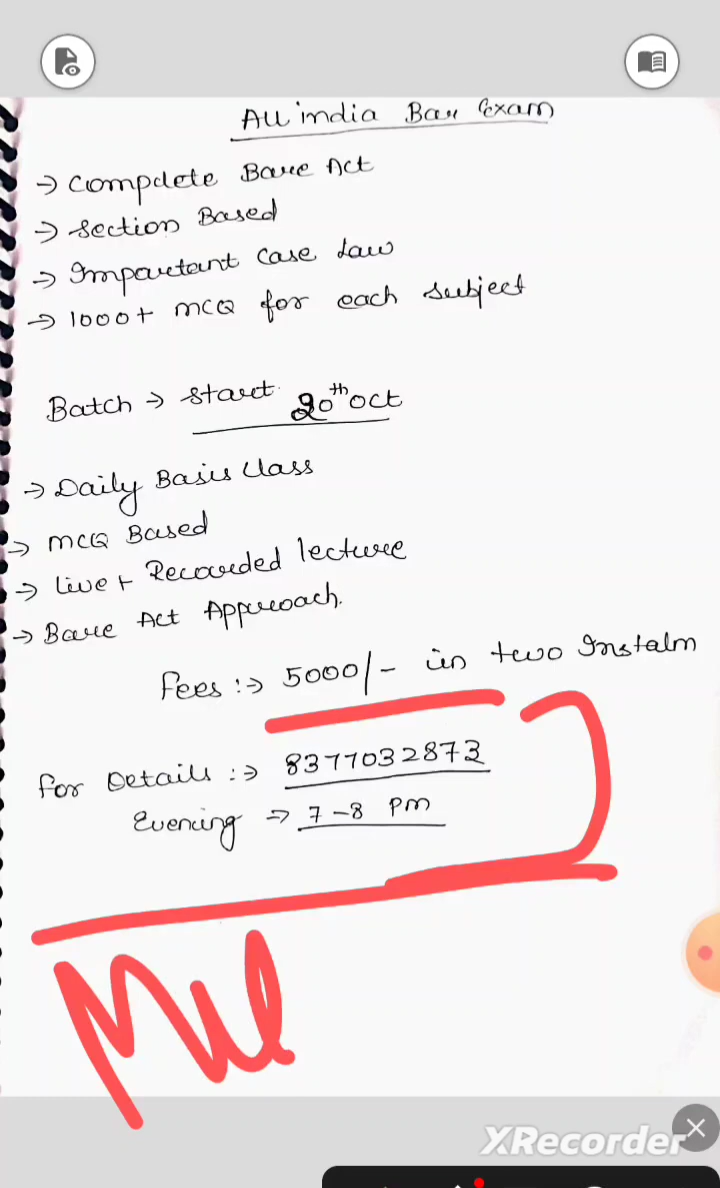 All india Bar Exam
→ Complete Bare Act
→ Section Based
→ Important Case Law
→ 1000+ MCQ for each subject
Batch → Start 20th Oct
→ Daily Basis Class
→ MCQ Based
→ Live + Recorded lecture
→ Bare Act Approach.
Fees :→ 5000/- in two Instalm
For Details :→ 8377032873
Evening → 7-8 PM
XRecorder